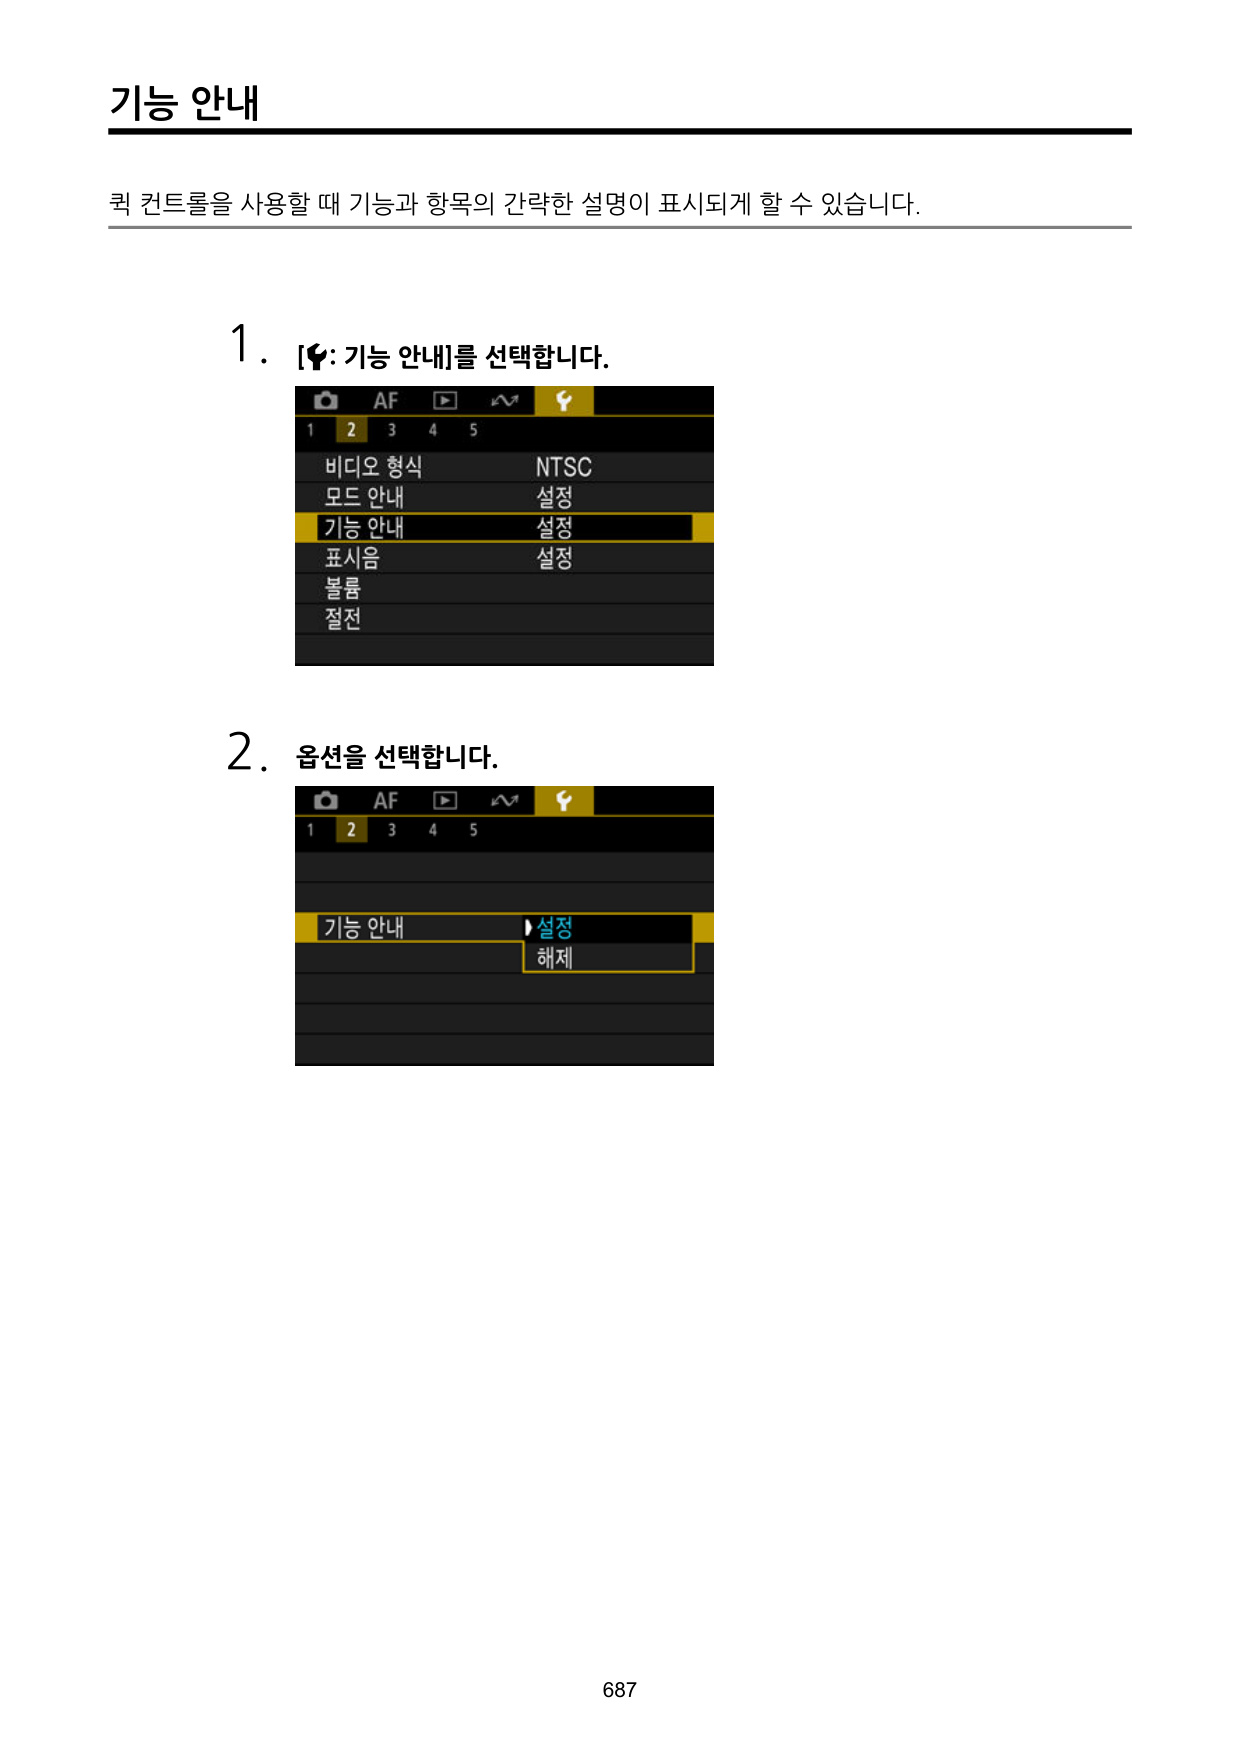 기능 안내
퀵 컨트롤을 사용할 때 기능과 항목의 간략한 설명이 표시되게 할 수 있습니다.
1. [: 기능 안내]를 선택합니다.
AF
1 2 3 4 5
비디오 형식 NTSC
모드 안내 설정
기능 안내 설정
표시음 설정
볼륨
절전
2. 옵션을 선택합니다.
AF
1 2 3 4 5
기능 안내 설정
해제
687